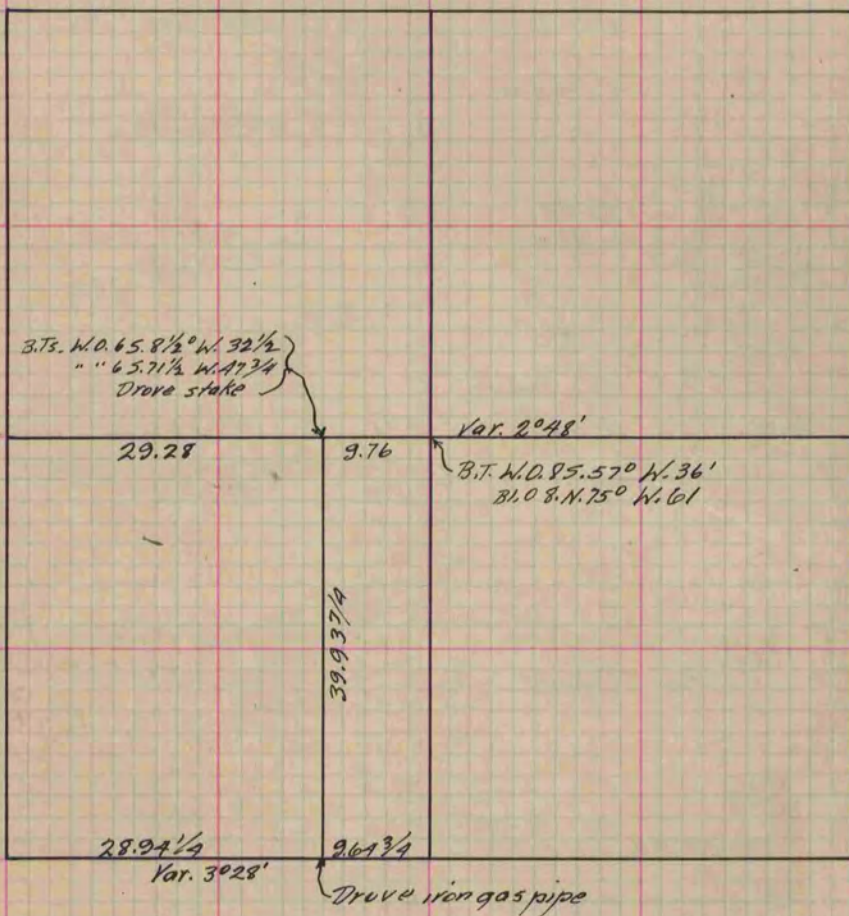 B.Ts. W.O. 6 S. 8½° W. 32½
" " 6 S. 71½ W. 47¾
Drove stake
29.28
9.76
Var. 2°48'
B.T. W.O. 8 S. 57° W. 36'
Bl. O 8. N. 75° W. 61
39.93¾
28.94¼
9.64¾
Var. 3°28'
Drove iron gas pipe